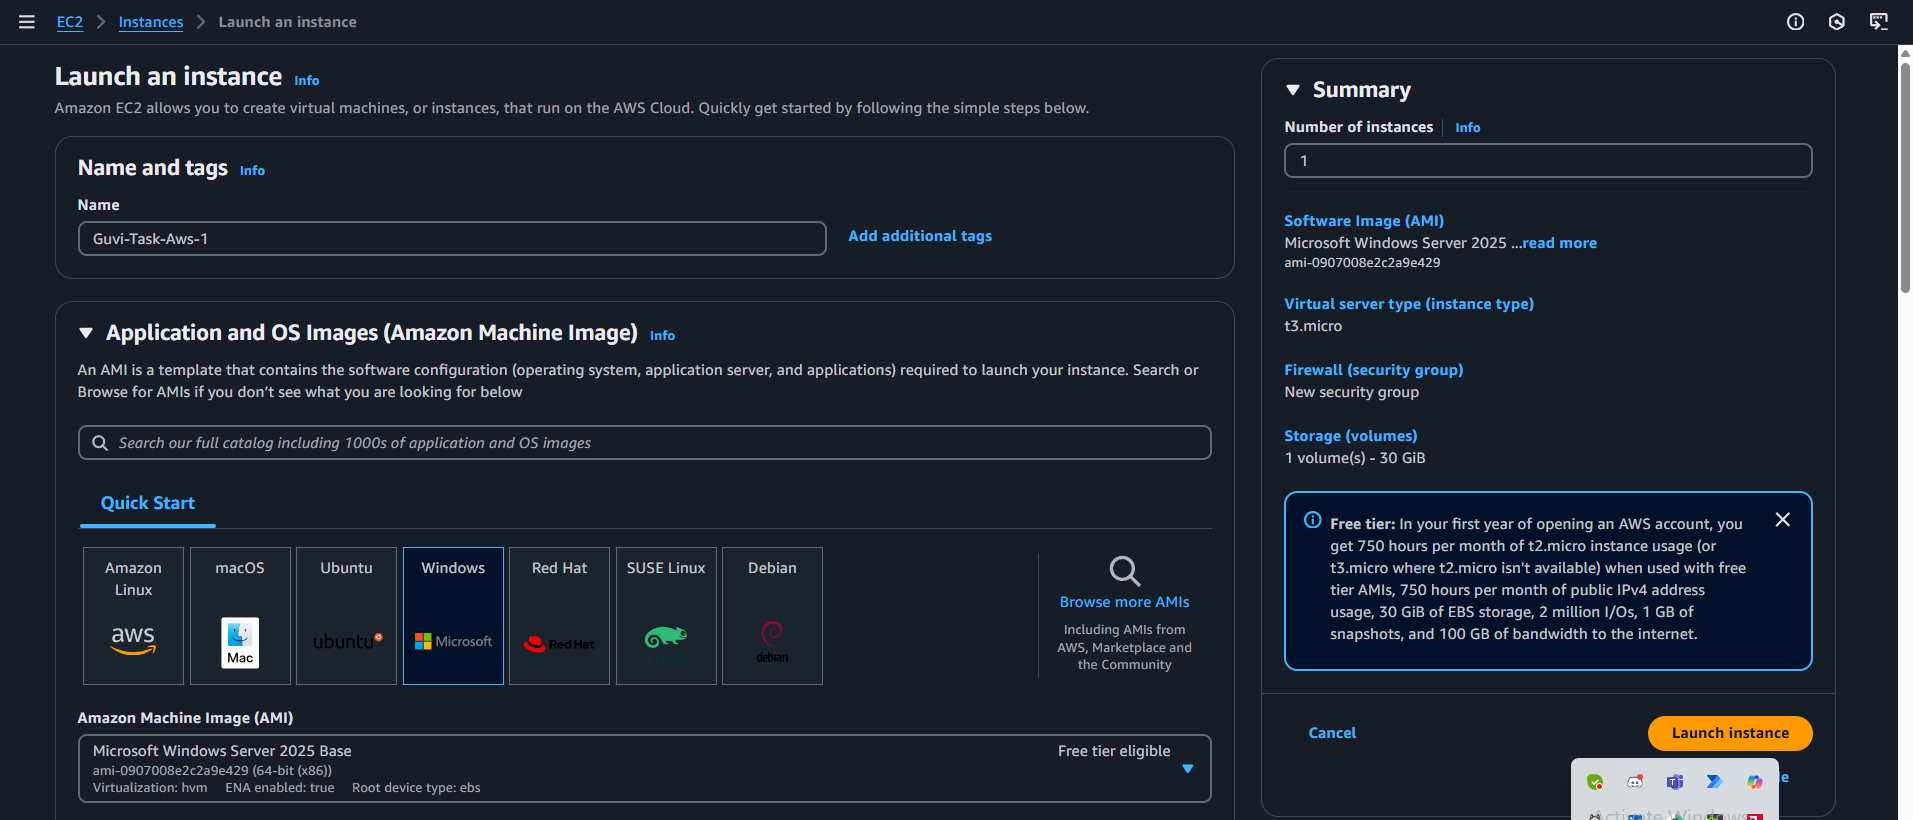 EC2 > Instances > Launch an instance
Launch an instance Info
Amazon EC2 allows you to create virtual machines, or instances, that run on the AWS Cloud. Quickly get started by following the simple steps below.
Name and tags Info
Name
Guvi-Task-Aws-1
Add additional tags
Application and OS Images (Amazon Machine Image) Info
An AMI is a template that contains the software configuration (operating system, application server, and applications) required to launch your instance. Search or
Browse for AMIs if you don't see what you are looking for below
Search our full catalog including 1000s of application and OS images
Quick Start
Amazon
Linux
aws
macOS
Mac
Ubuntu
ubuntu
Windows
Microsoft
Red Hat
Red Hat
SUSE Linux
SUSE
Debian
debian
Browse more AMIs
Including AMIs from
AWS, Marketplace and
the Community
Amazon Machine Image (AMI)
Microsoft Windows Server 2025 Base
Free tier eligible
ami-0907008e2c2a9e429 (64-bit (x86))
Virtualization: hvm ENA enabled: true Root device type: ebs
Summary
Number of instances Info
1
Software Image (AMI)
Microsoft Windows Server 2025 ...read more
ami-0907008e2c2a9e429
Virtual server type (instance type)
t3.micro
Firewall (security group)
New security group
Storage (volumes)
1 volume(s) - 30 GiB
Free tier: In your first year of opening an AWS account, you
get 750 hours per month of t2.micro instance usage (or
t3.micro where t2.micro isn't available) when used with free
tier AMIs, 750 hours per month of public IPv4 address
usage, 30 GiB of EBS storage, 2 million I/Os, 1 GB of
snapshots, and 100 GB of bandwidth to the internet.
Cancel
Launch instance
Activate Windows